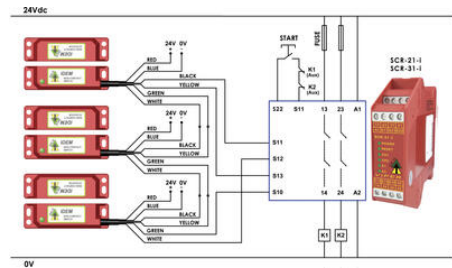 24Vdc
24V 0V
RED
BLUE
BLACK
YELLOW
GREEN
WHITE
24V 0V
RED
BLUE
BLACK
YELLOW
GREEN
WHITE
24V 0V
RED
BLUE
BLACK
YELLOW
GREEN
WHITE
START
K1
(Aux)
K2
(Aux)
FUSE
S22 S11 13 23 A1
S11
S12
S13
S10
14 24 A2
K1 K2
SCR-21-i
SCR-31-i
IDEM
IDEM
IDEM
0V